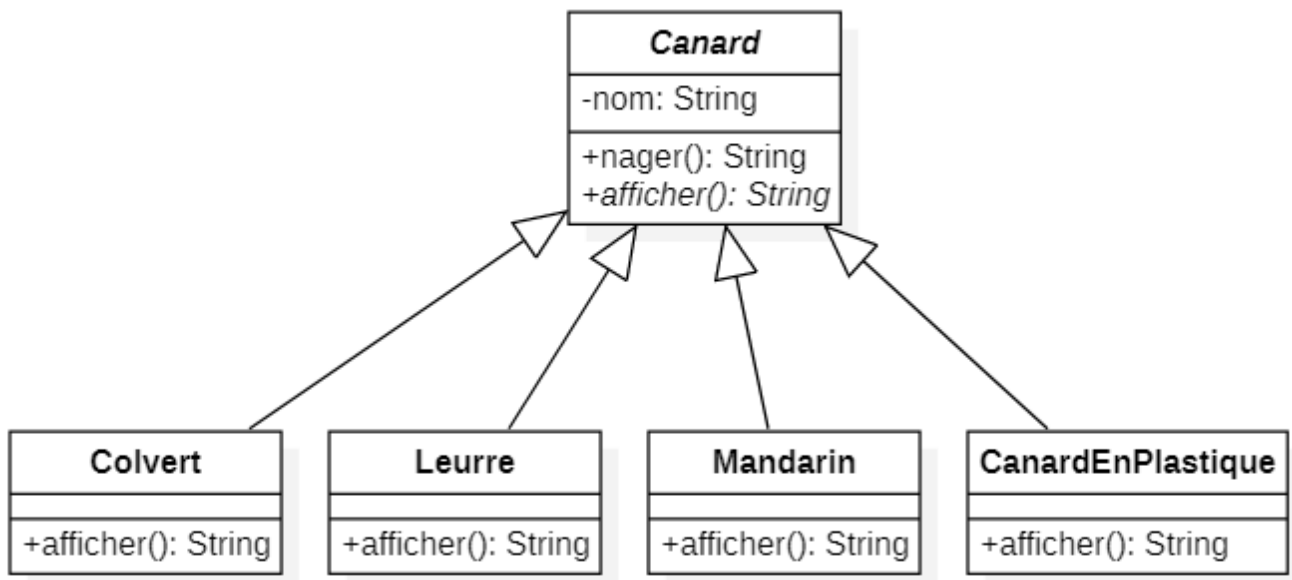 Canard
-nom: String
+nager(): String
+afficher(): String
Colvert
+afficher(): String
Leurre
+afficher(): String
Mandarin
+afficher(): String
CanardEnPlastique
+afficher(): String